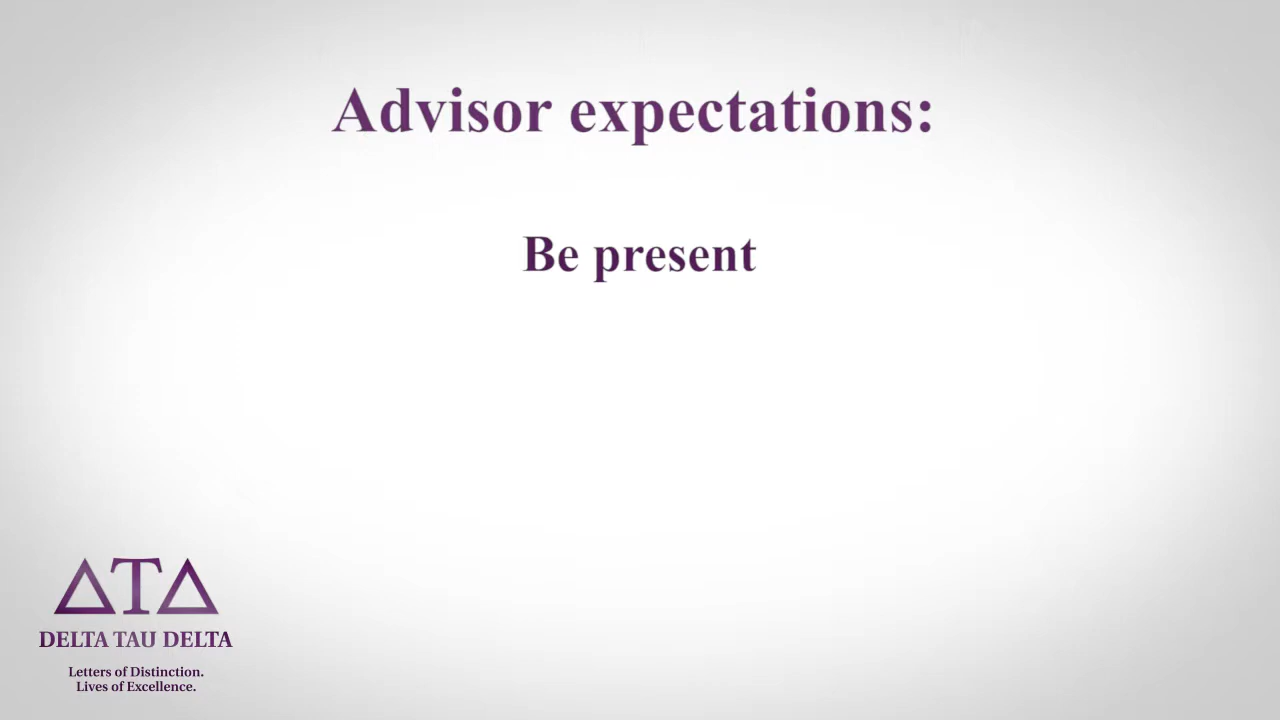 Advisor expectations:
Be present
ΔΤΔ
DELTA TAU DELTA
Letters of Distinction.
Lives of Excellence.